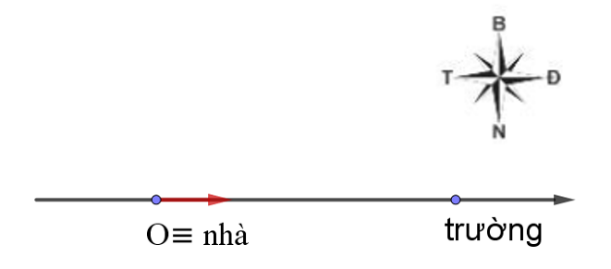 B
T Đ
N
O≡ nhà
trường